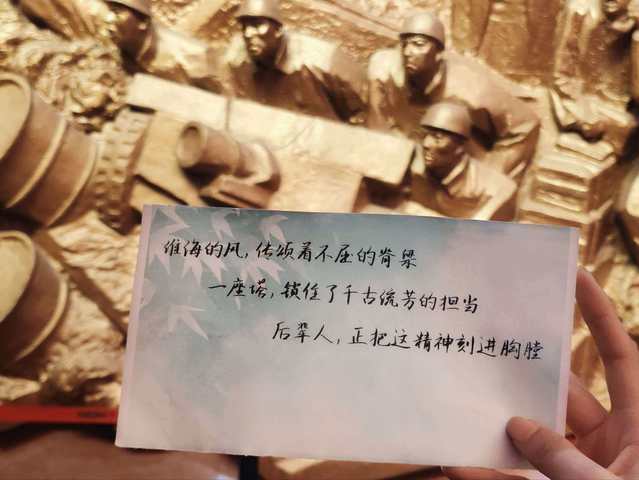 淮海的风，传颂着不屈的脊梁
一座塔，锁住了千古流芳的担当
后辈人，正把这精神刻进胸膛